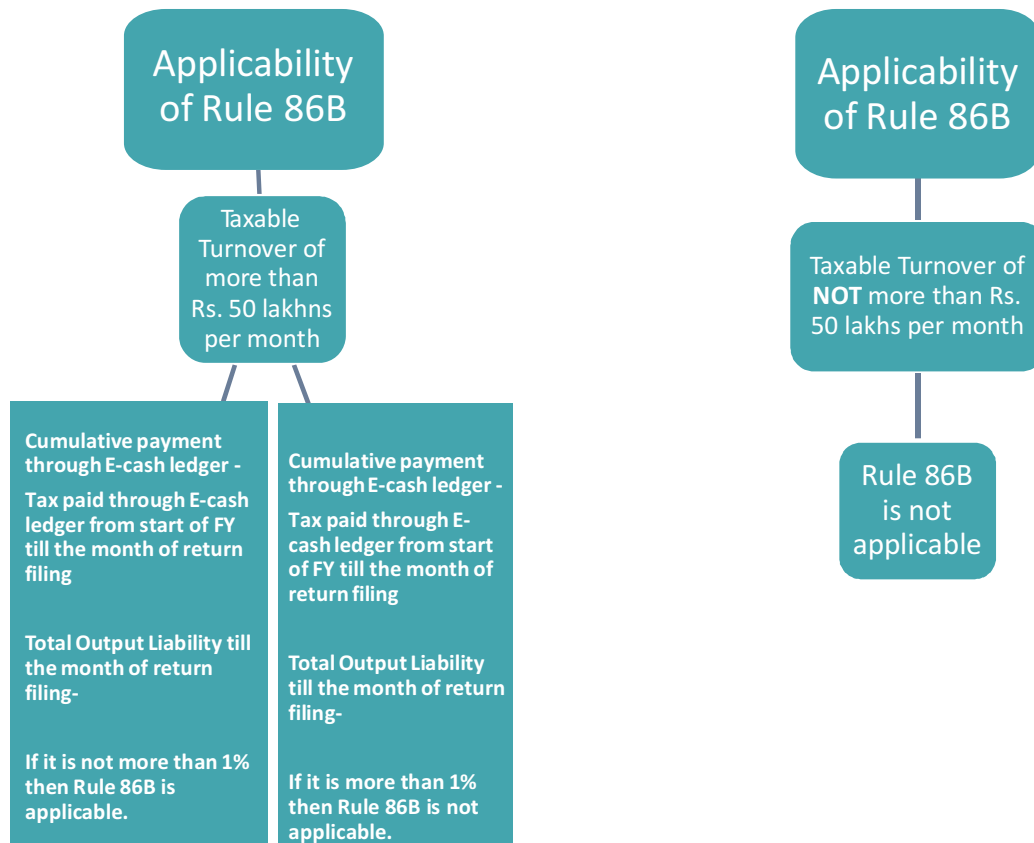 Applicability
of Rule 86B
Taxable
Turnover of
more than
Rs. 50 lakhns
per month
Cumulative payment
through E-cash ledger -
Tax paid through E-cash
ledger from start of FY
till the month of return
filing
Total Output Liability till
the month of return
filing-
If it is not more than 1%
then Rule 86B is
applicable.
Cumulative payment
through E-cash ledger -
Tax paid through E-
cash ledger from start
of FY till the month of
return filing
Total Output Liability
till the month of return
filing-
If it is more than 1%
then Rule 86B is not
applicable.
Applicability
of Rule 86B
Taxable Turnover of
NOT more than Rs.
50 lakhs per month
Rule 86B
is not
applicable